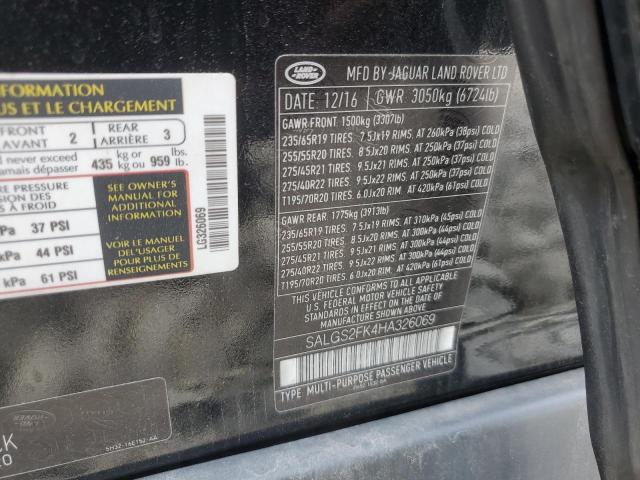 INFORMATION
US ET LE CHARGEMENT
FRONT
AVANT 2 REAR
ARRIÈRE 3
never exceed
jamais dépasser 435 kg or
kg ou 959 lbs.
lb.
PRESSURE
PRESSION
S À FROID
Pa 37 PSI
kPa 44 PSI
kPa 61 PSI
SEE OWNER'S
MANUAL FOR
ADDITIONAL
INFORMATION
VOIR LE MANUEL
DE L'USAGER
POUR PLUS DE
RENSEIGNEMENTS
LG326069
LAND
ROVER
MFD BY JAGUAR LAND ROVER LTD
DATE: 12/16 GWR: 3050kg (6724lb)
GAWR FRONT: 1500kg (3307lb)
235/65R19 TIRES. 7.5Jx19 RIMS. AT 260kPa (38psi) COLD
255/55R20 TIRES. 8.5Jx20 RIMS. AT 250kPa (36psi) COLD
275/45R21 TIRES. 9.5Jx21 RIMS. AT 250kPa (37psi) COLD
275/40R22 TIRES. 9.5Jx22 RIMS. AT 250kPa (37psi) COLD
T195/70R20 TIRES. 6.0Jx20 RIM. AT 420kPa (61psi) COLD
GAWR REAR: 1775kg (3913lb)
235/65R19 TIRES. 7.5Jx19 RIMS. AT 310kPa (45psi) COLD
255/55R20 TIRES. 8.5Jx20 RIMS. AT 300kPa (44psi) COLD
275/45R21 TIRES. 9.5Jx21 RIMS. AT 300kPa (44psi) COLD
275/40R22 TIRES. 9.5Jx22 RIMS. AT 300kPa (44psi) COLD
T195/70R20 TIRES. 6.0Jx20 RIM. AT 420kPa (61psi) COLD
THIS VEHICLE CONFORMS TO ALL APPLICABLE
U.S. FEDERAL MOTOR VEHICLE SAFETY
STANDARDS IN EFFECT ON THE DATE OF
MANUFACTURE SHOWN ABOVE
SALGS2FK4HA326069
TYPE: MULTI-PURPOSE PASSENGER VEHICLE
LAND
ROVER